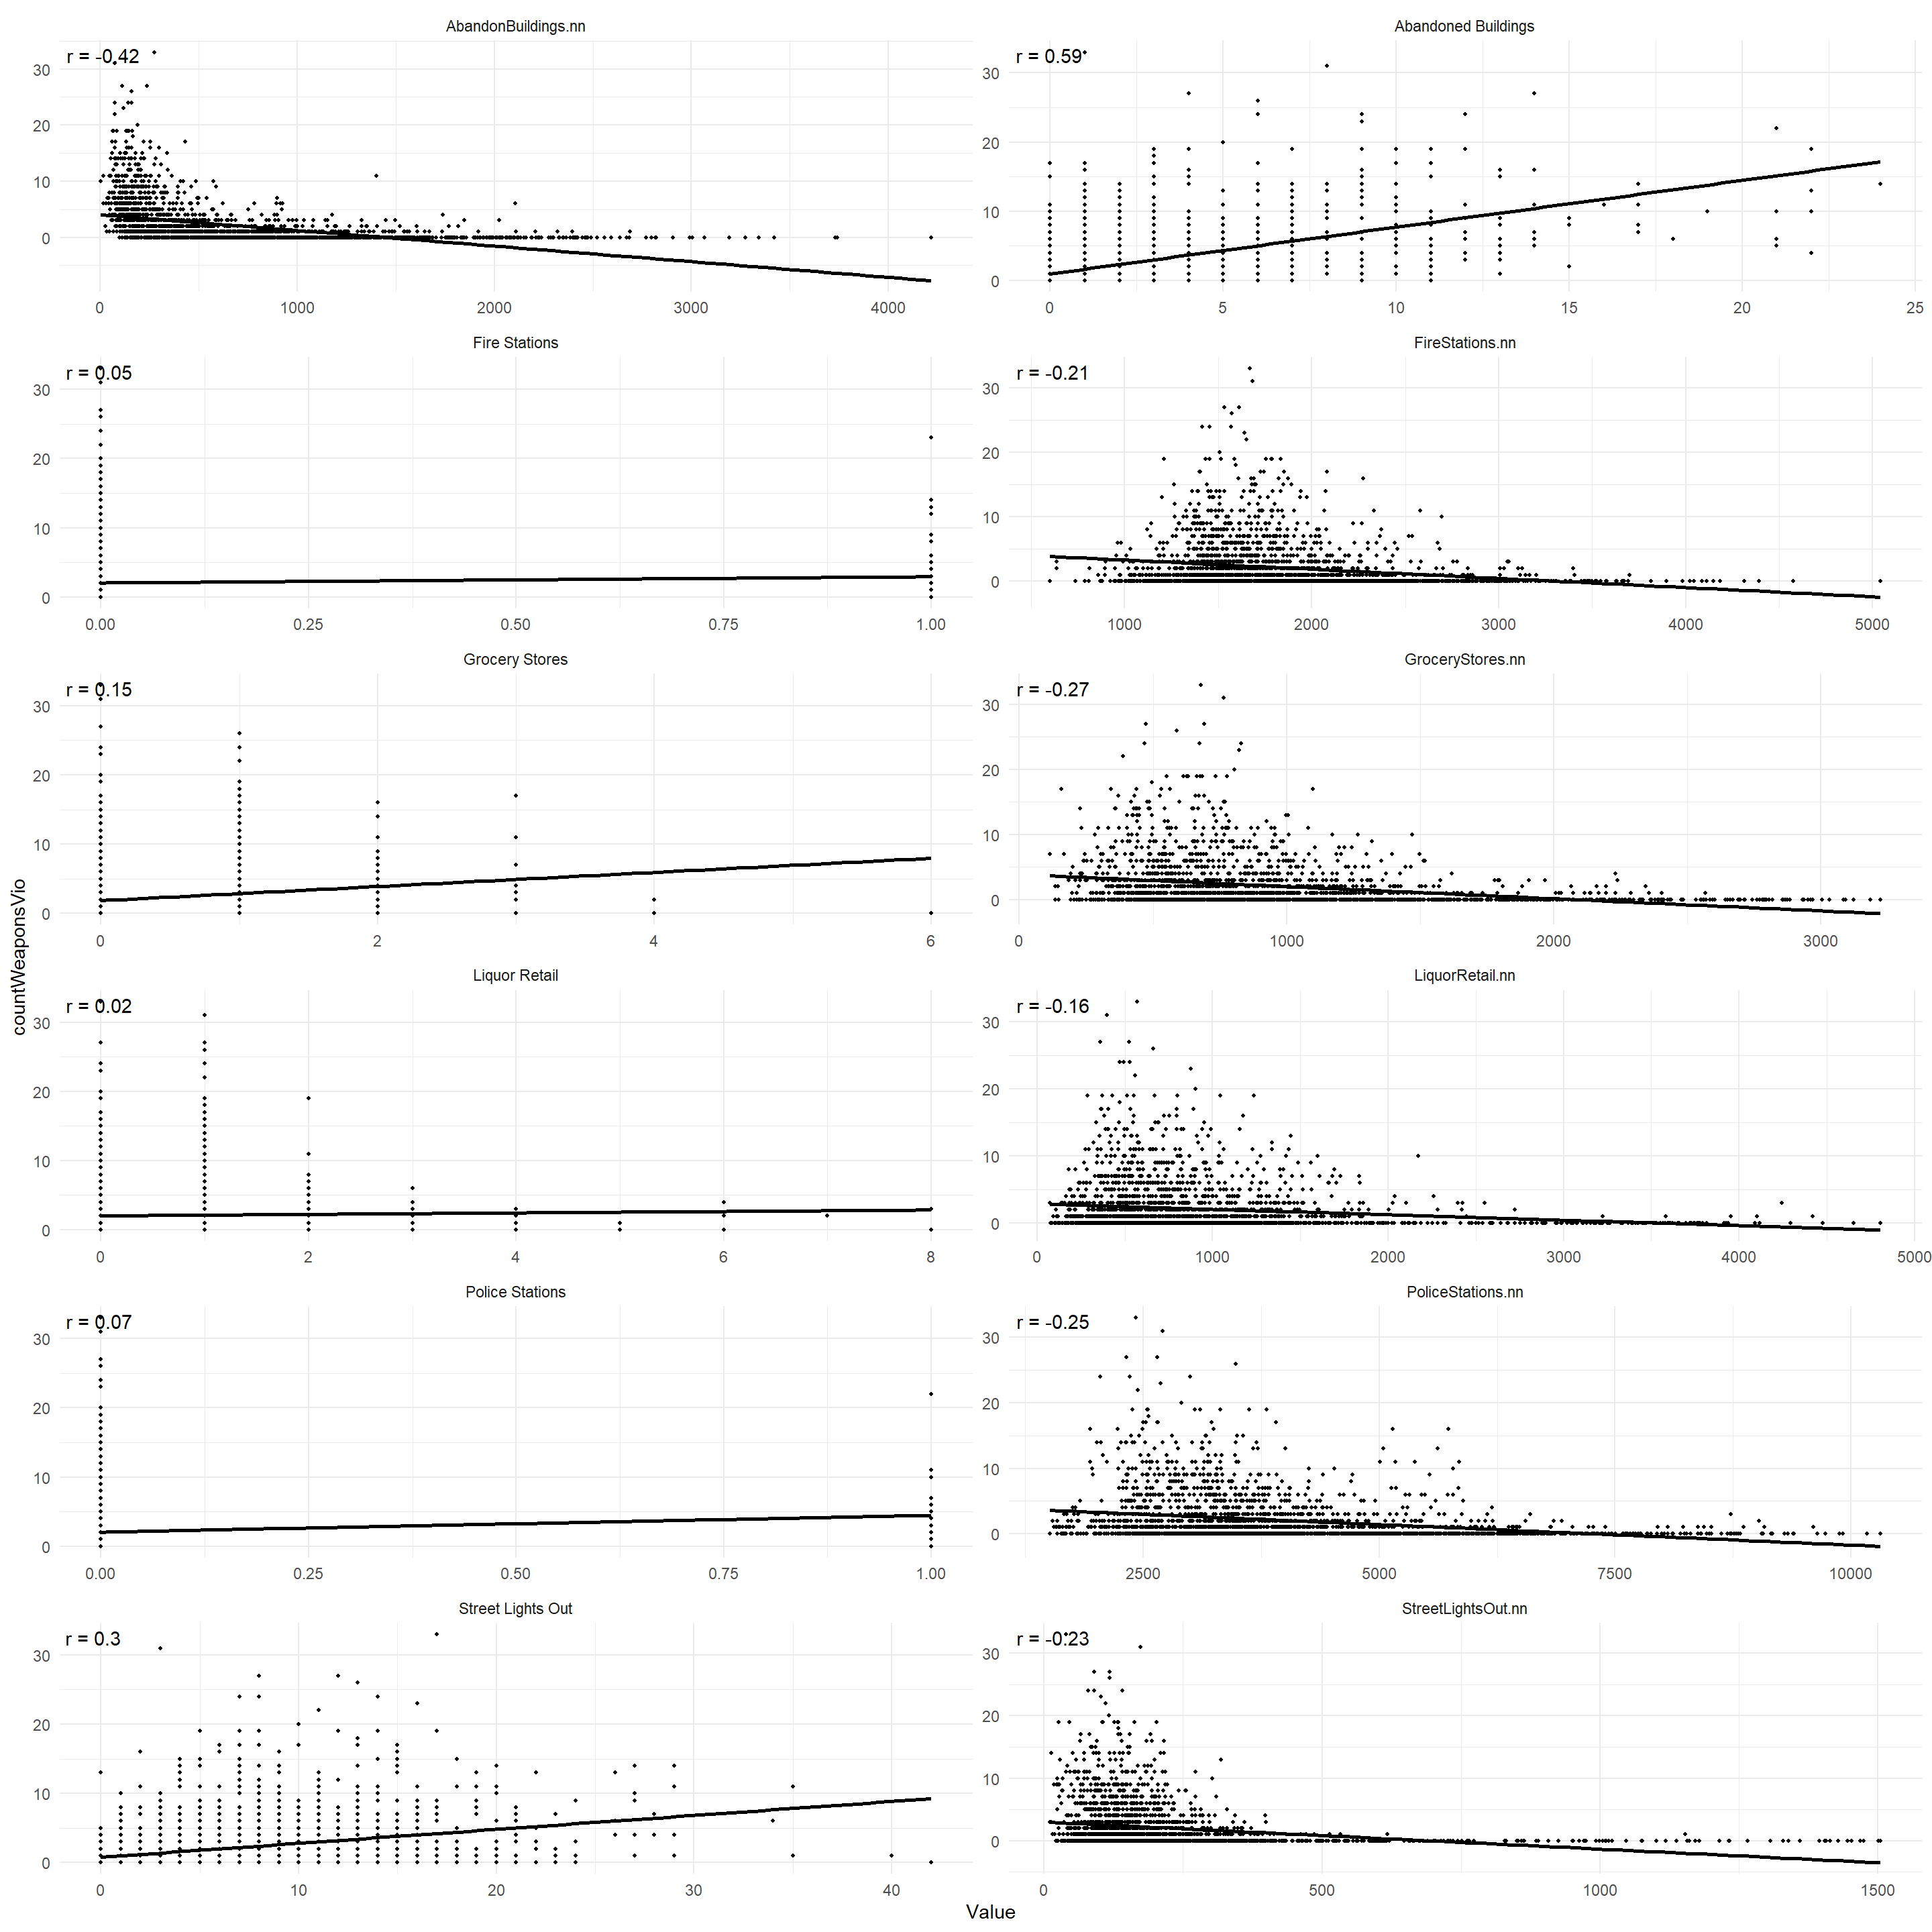 AbandonBuildings.nn
r = -0.42
30
20
10
0
0 1000 2000 3000 4000
Abandoned Buildings
r = 0.59
30
20
10
0
0 5 10 15 20 25
Fire Stations
r = 0.05
30
20
10
0
0.00 0.25 0.50 0.75 1.00
FireStations.nn
r = -0.21
30
20
10
0
1000 2000 3000 4000 5000
Grocery Stores
r = 0.15
30
20
10
0
0 2 4 6
GroceryStores.nn
r = -0.27
30
20
10
0
0 1000 2000 3000
countWeaponsVio
Liquor Retail
r = 0.02
30
20
10
0
0 2 4 6 8
LiquorRetail.nn
r = -0.16
30
20
10
0
0 1000 2000 3000 4000 5000
Police Stations
r = 0.07
30
20
10
0
0.00 0.25 0.50 0.75 1.00
PoliceStations.nn
r = -0.25
30
20
10
0
2500 5000 7500 10000
Street Lights Out
r = 0.3
30
20
10
0
0 10 20 30 40
StreetLightsOut.nn
r = -0.23
30
20
10
0
0 500 1000 1500
Value